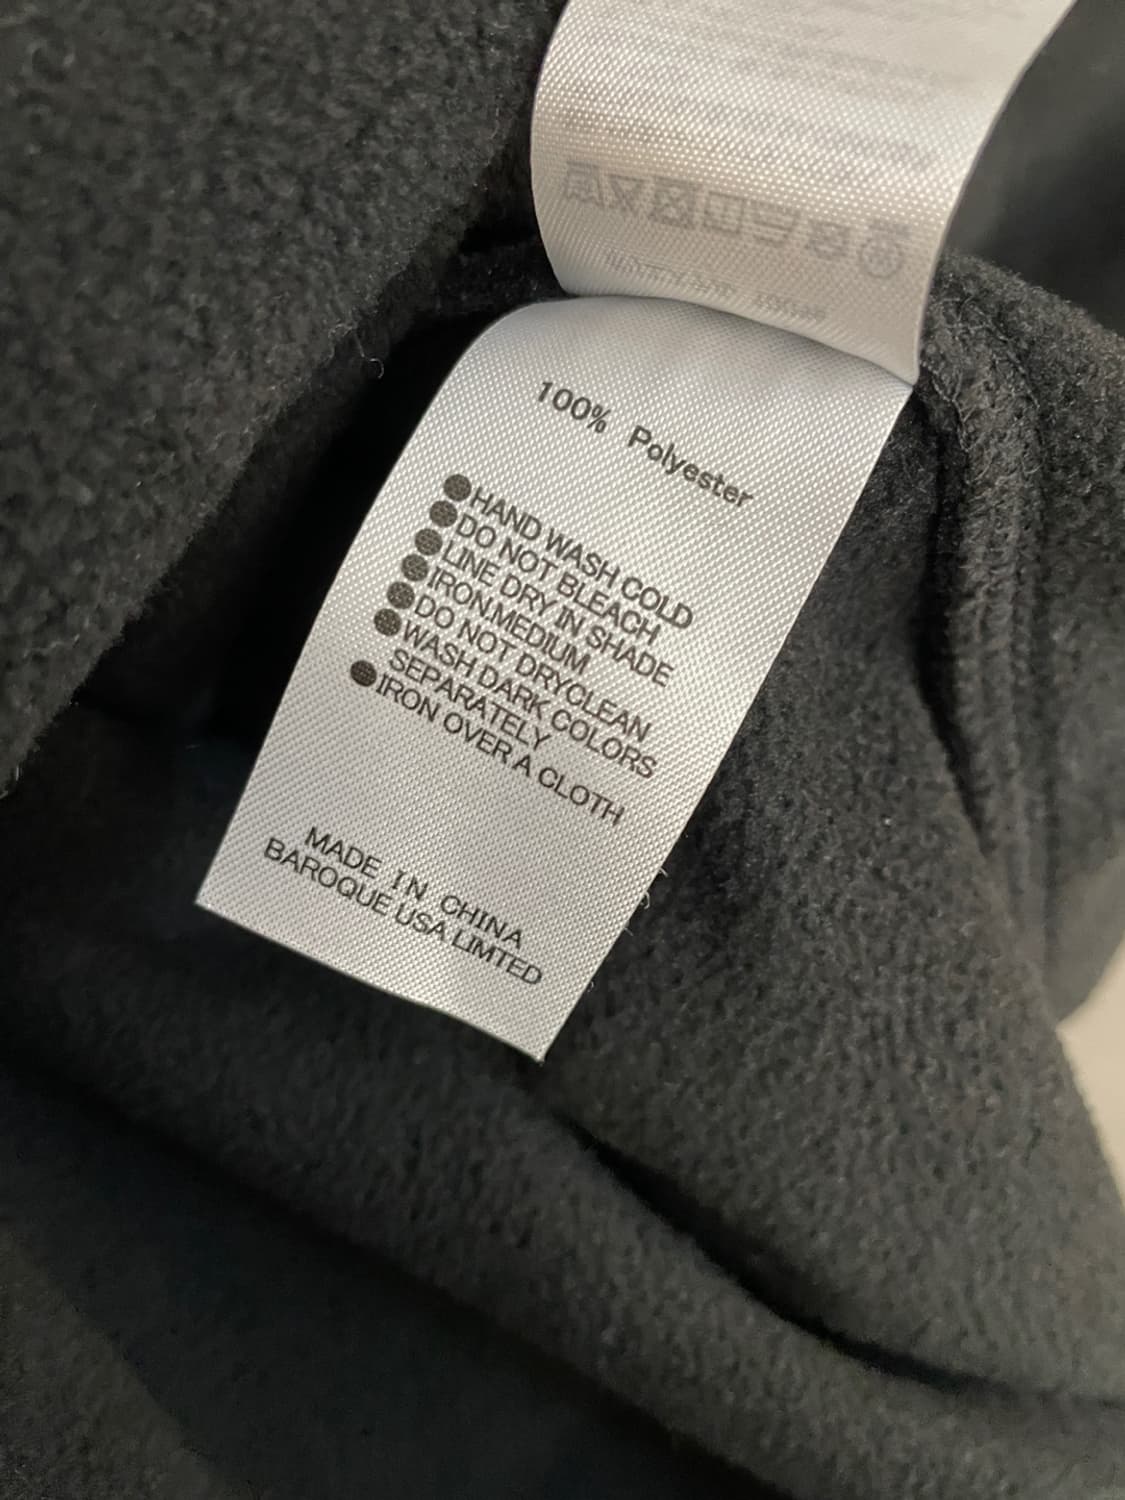 100% Polyester
●HAND WASH COLD
●DO NOT BLEACH
●LINE DRY IN SHADE
●IRON.MEDIUM
●DO NOT DRYCLEAN
●WASH DARK COLORS
SEPARATELY
●IRON OVER A CLOTH
MADE IN CHINA
BAROQUE USA LIMTED